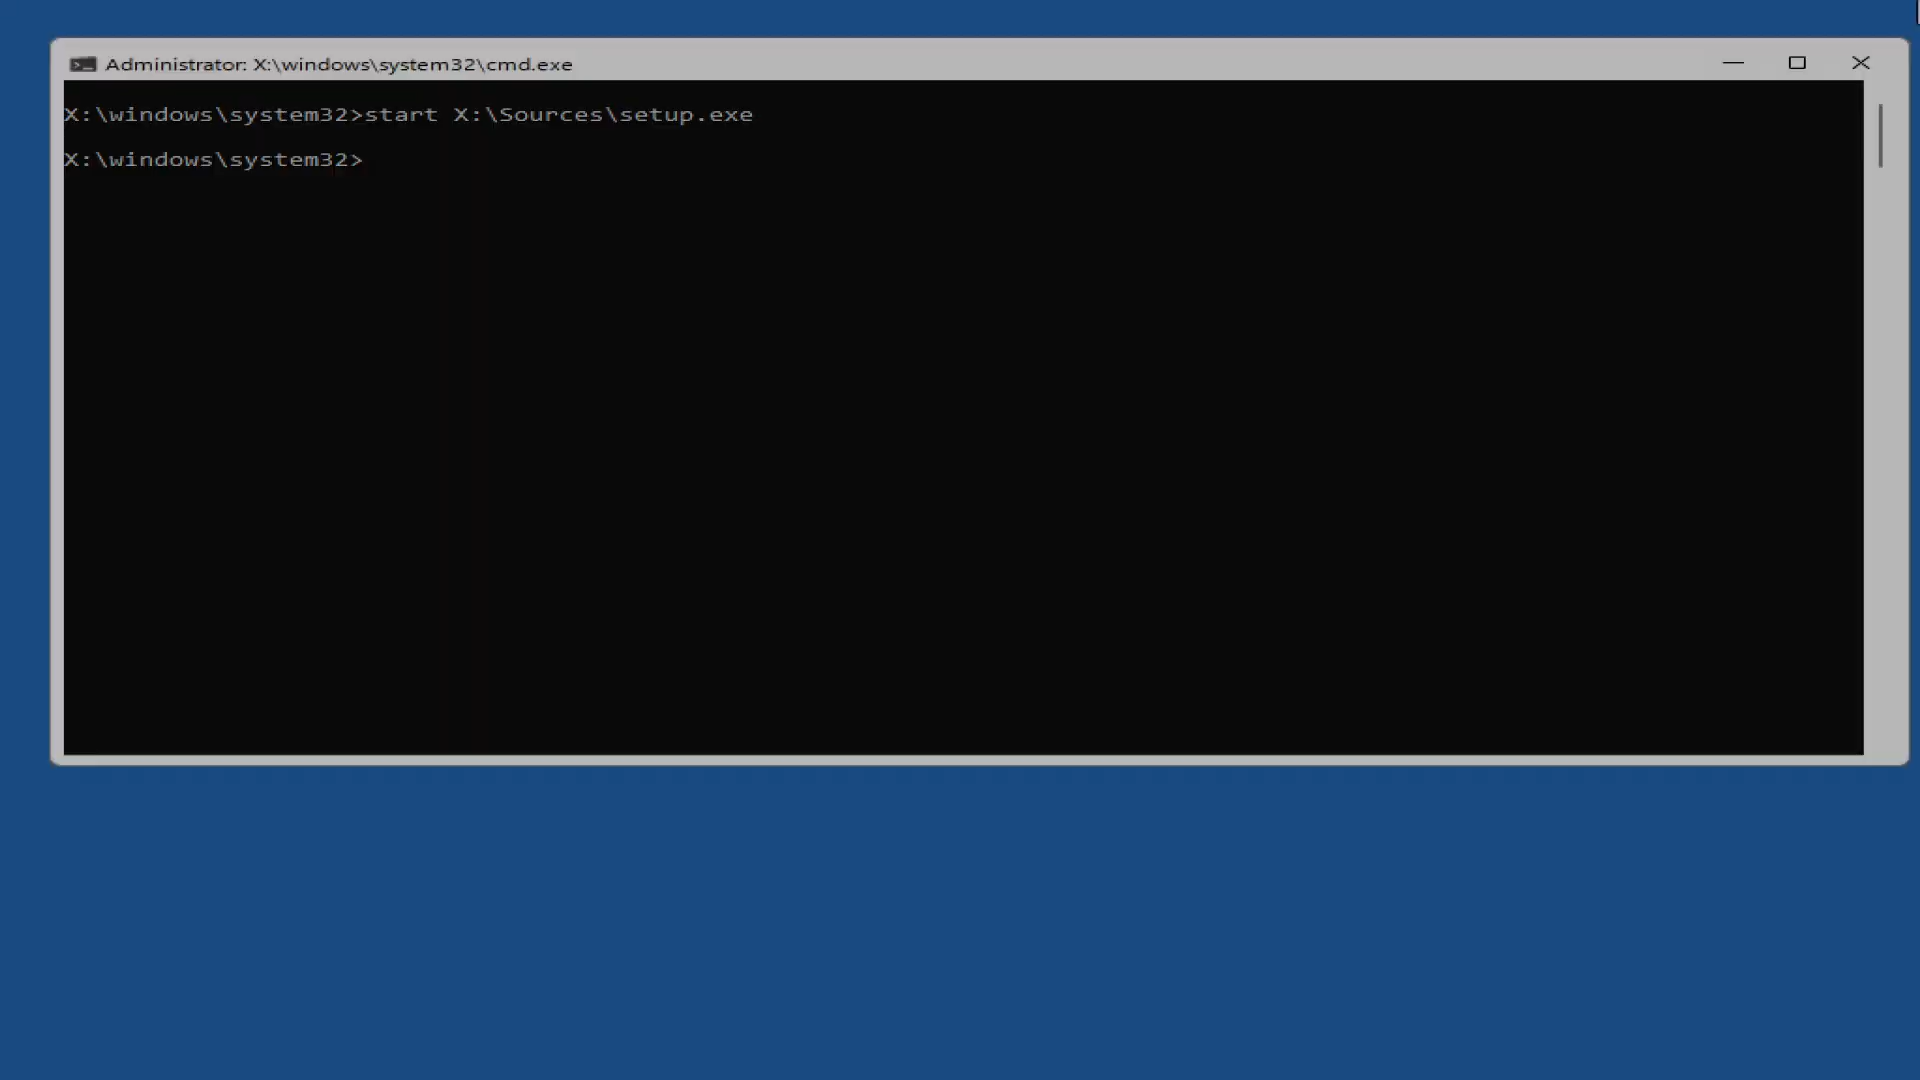 Administrator: X:\windows\system32\cmd.exe
X:\windows\system32>start X:\Sources\setup.exe
X:\windows\system32>